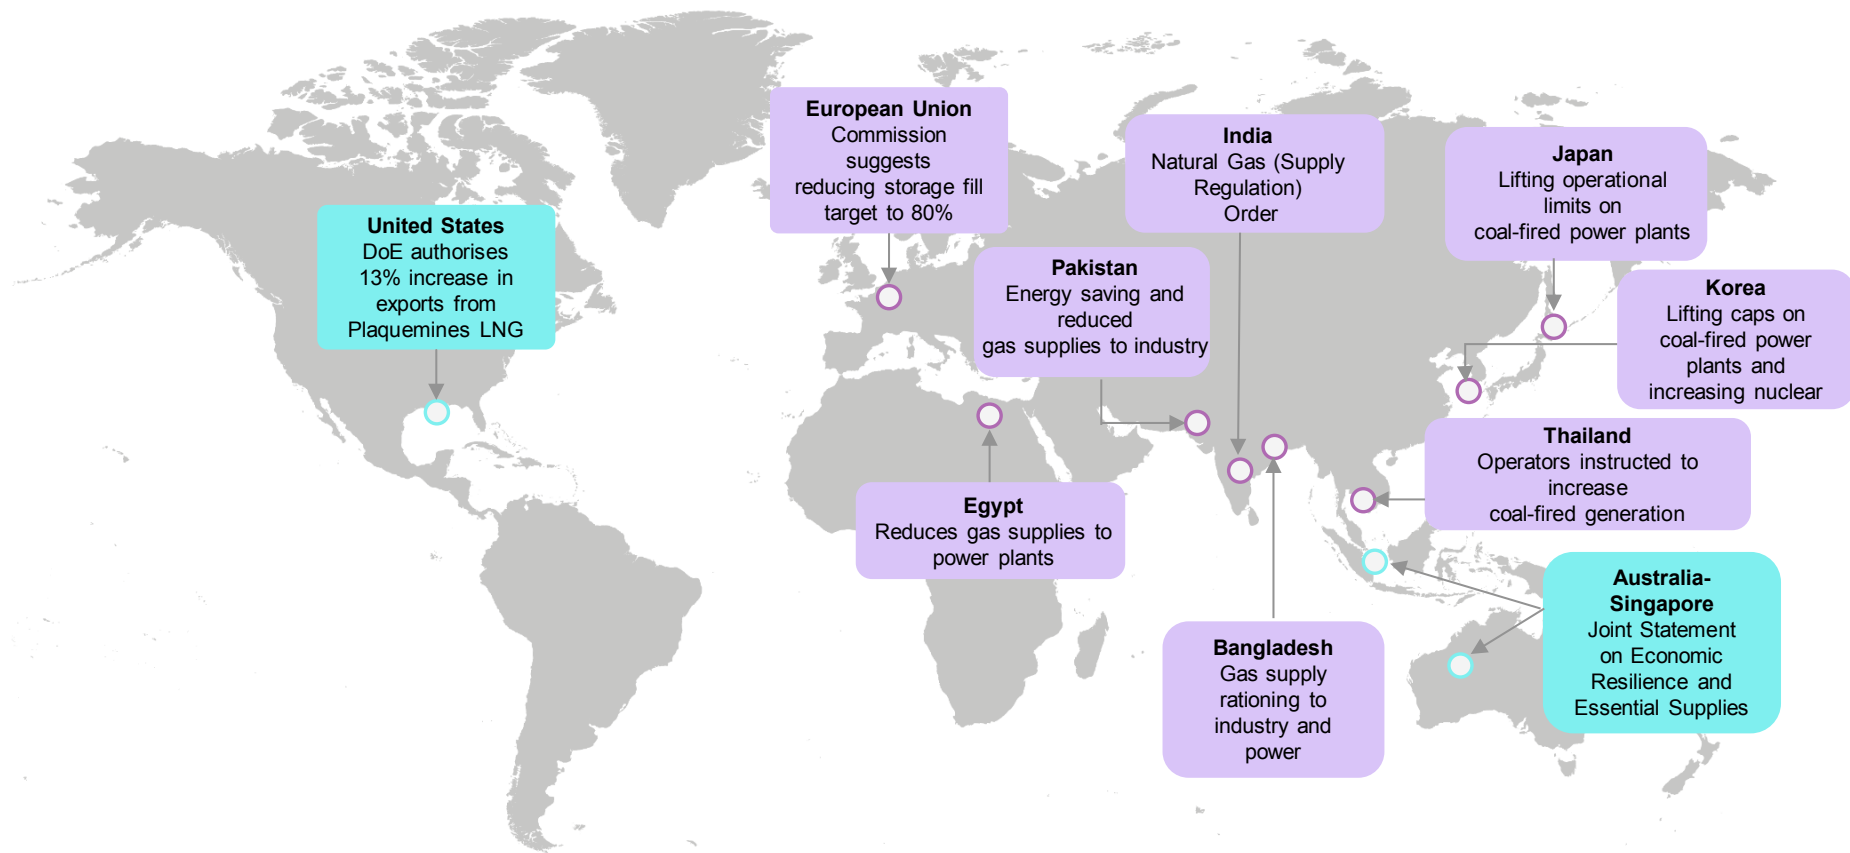 European Union
Commission
suggests
reducing storage fill
target to 80%
India
Natural Gas (Supply
Regulation)
Order
Japan
Lifting operational
limits on
coal-fired power plants
United States
DoE authorises
13% increase in
exports from
Plaquemines LNG
Pakistan
Energy saving and
reduced
gas supplies to industry
Korea
Lifting caps on
coal-fired power
plants and
increasing nuclear
Thailand
Operators instructed to
increase
coal-fired generation
Egypt
Reduces gas supplies to
power plants
Australia-
Singapore
Joint Statement
on Economic
Resilience and
Essential Supplies
Bangladesh
Gas supply
rationing to
industry and
power